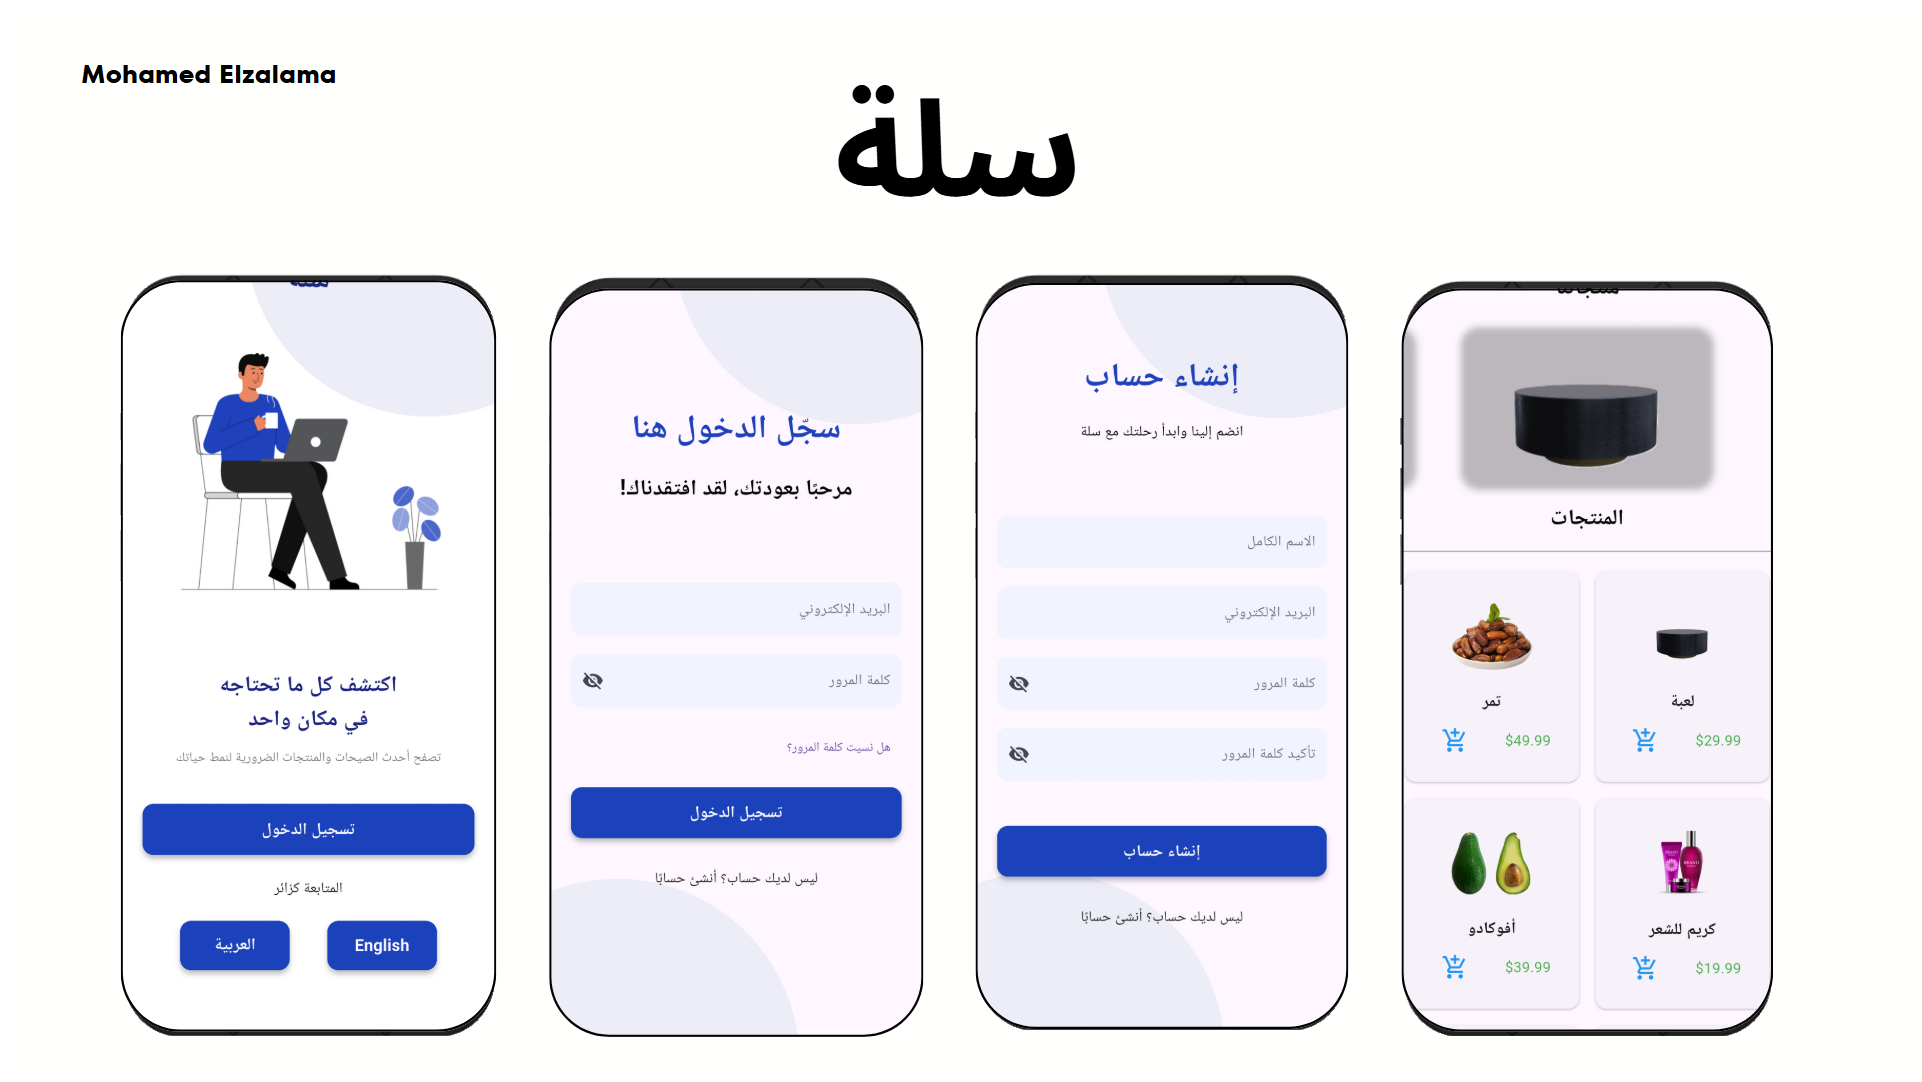 Mohamed Elzalama
سلة
سلة
اكتشف كل ما تحتاجه
في مكان واحد
تصفح أحدث الصيحات والمنتجات الضرورية لنمط حياتك
تسجيل الدخول
المتابعة كزائر
العربية
English
سجّل الدخول هنا
مرحبًا بعودتك، لقد افتقدناك!
البريد الإلكتروني
كلمة المرور
هل نسيت كلمة المرور؟
تسجيل الدخول
ليس لديك حساب؟ أنشئ حسابًا
إنشاء حساب
انضم إلينا وابدأ رحلتك مع سلة
الاسم الكامل
البريد الإلكتروني
كلمة المرور
تأكيد كلمة المرور
إنشاء حساب
ليس لديك حساب؟ أنشئ حسابًا
المنتجات
لعبة
$29.99
تمر
$49.99
كريم للشعر
$19.99
أفوكادو
$39.99